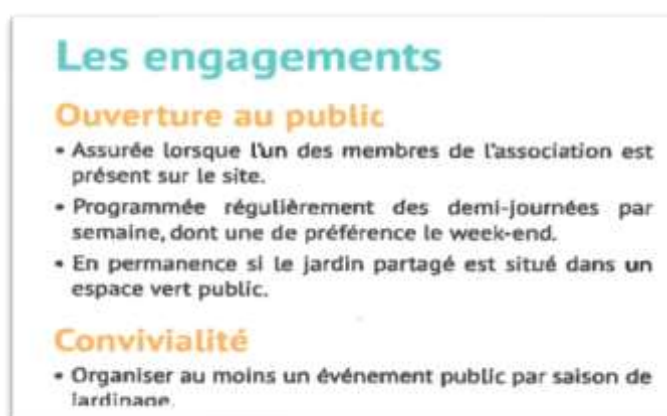 Les engagements
Ouverture au public
• Assurée lorsque l'un des membres de l'association est
présent sur le site.
• Programmée régulièrement des demi-journées par
semaine, dont une de préférence le week-end.
• En permanence si le jardin partagé est situé dans un
espace vert public.
Convivialité
• Organiser au moins un événement public par saison de
jardinage.